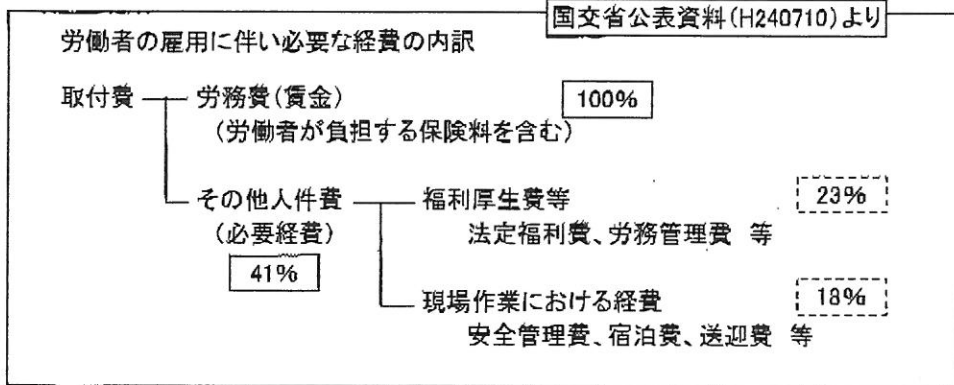 国交省公表資料(H240710)より
労働者の雇用に伴い必要な経費の内訳
取付費 労務費(賃金) 100%
(労働者が負担する保険料を含む)
その他人件費 福利厚生費等 23%
(必要経費) 法定福利費、労務管理費 等
41%
現場作業における経費 18%
安全管理費、宿泊費、送迎費 等